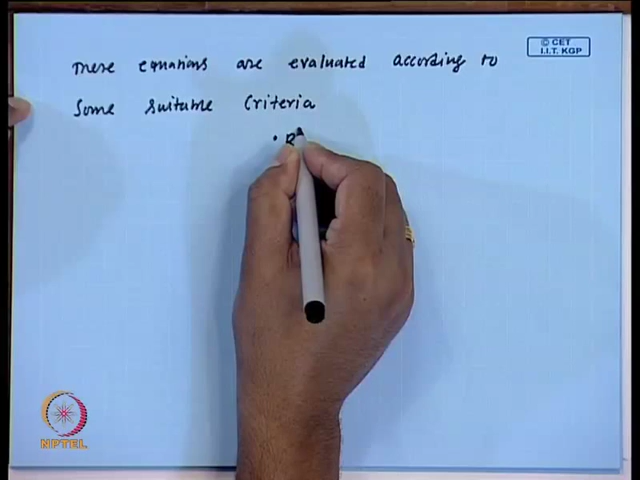 These equations are evaluated according to
Some suitable Criteria
• R
© CET
I.I.T. KGP
NPTEL